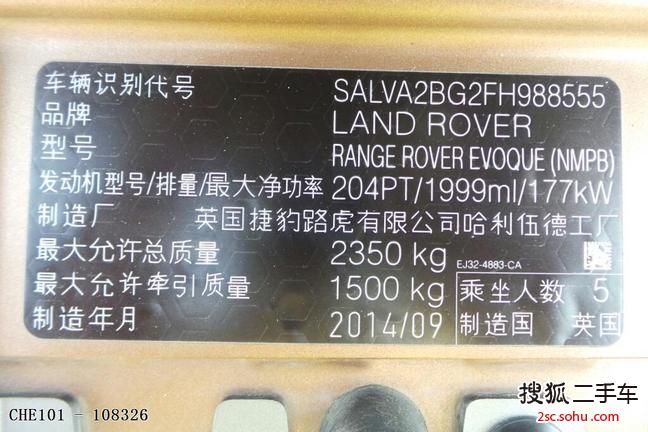 车辆识别代号 SALVA2BG2FH988555
品牌 LAND ROVER
型号 RANGE ROVER EVOQUE (NMPB)
发动机型号/排量/最大净功率 204PT/1999ml/177kW
制造厂 英国捷豹路虎有限公司哈利伍德工厂
最大允许总质量 2350 kg
EJ32-4883-CA
最大允许牵引质量 1500 kg 乘坐人数 5
制造年月 2014/09 制造国 英国
CHE101 - 108326
搜狐二手车
2sc.sohu.com